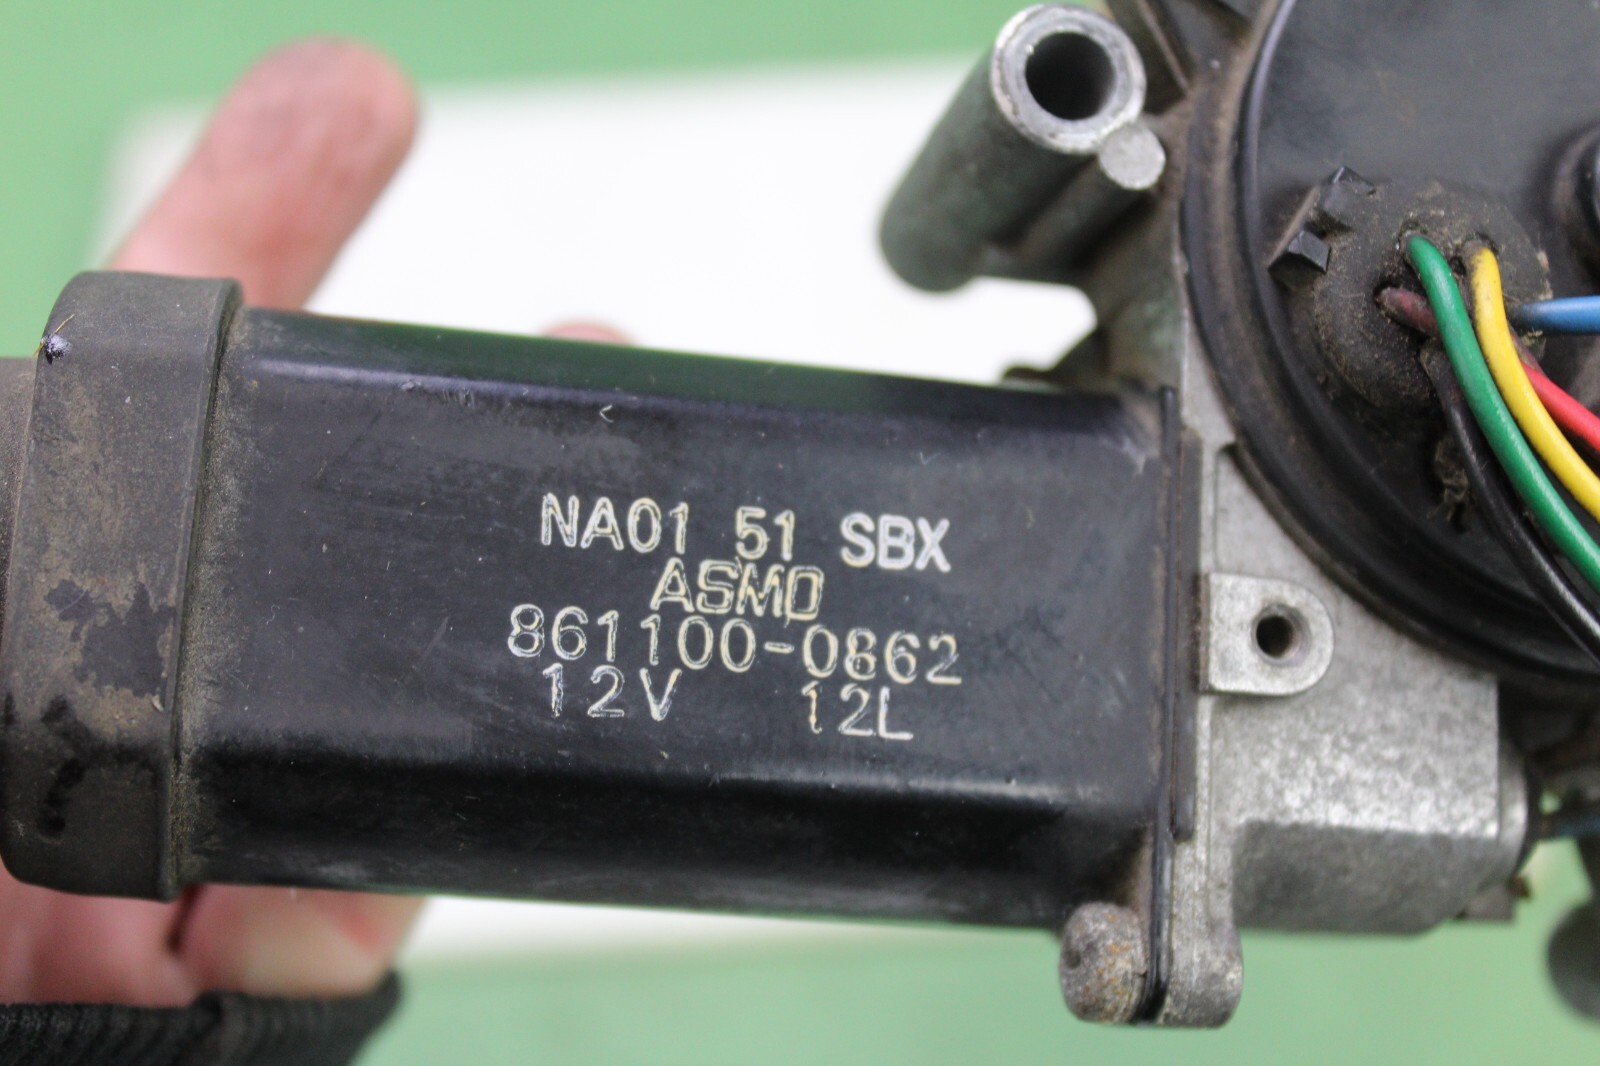 NA01 51 SBX
ASMO
861100-0862
12V 12L